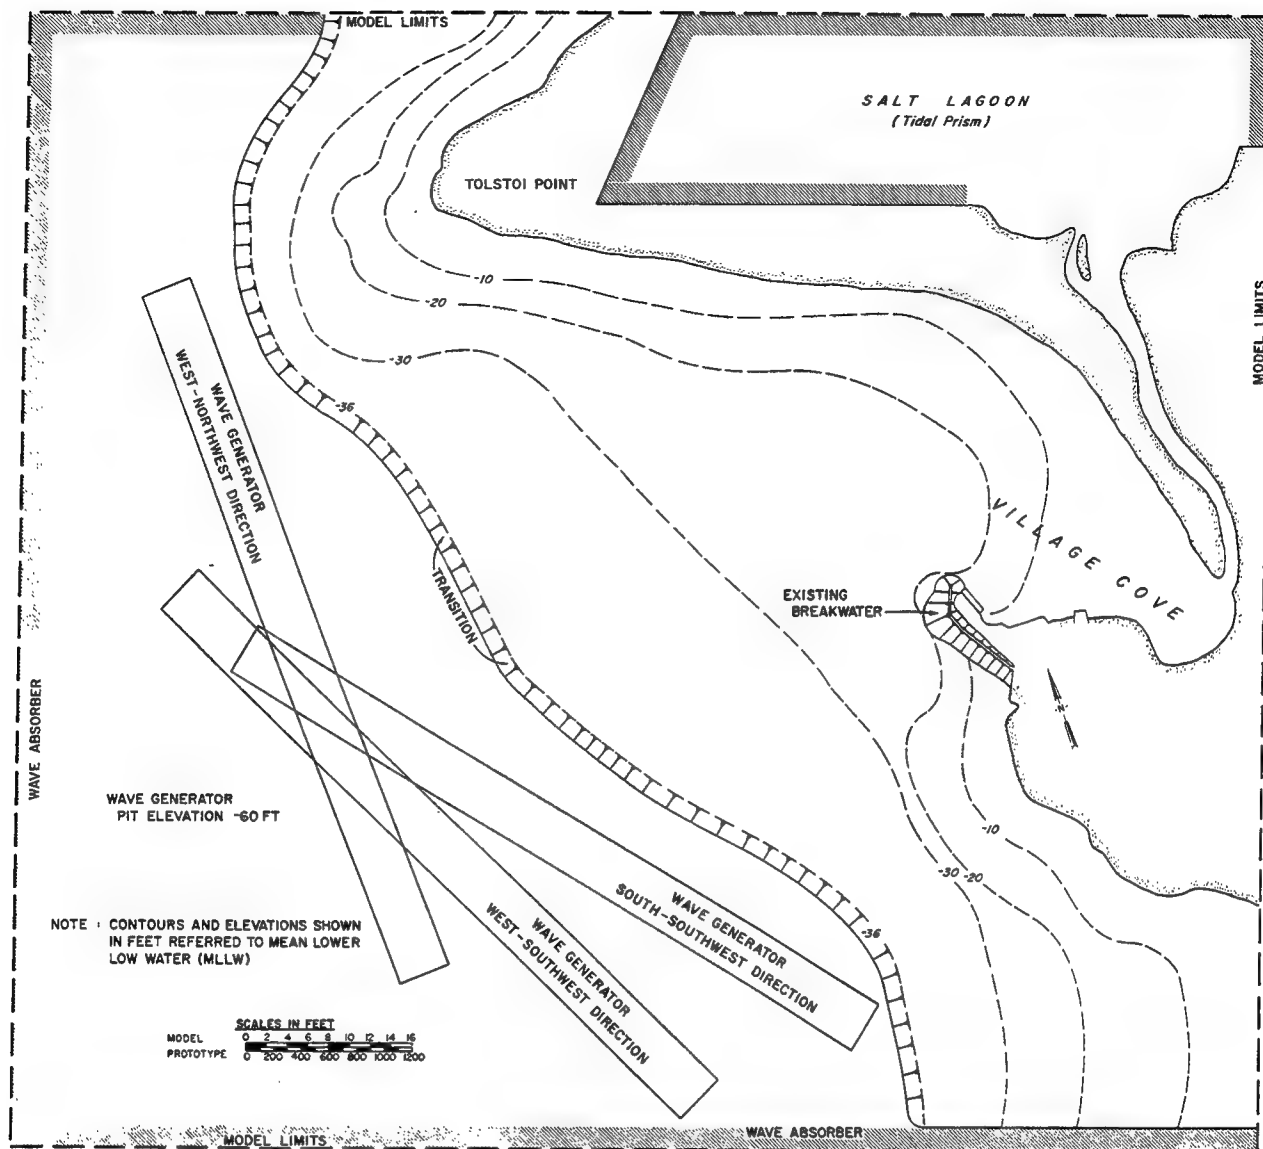 MODEL LIMITS
SALT LAGOON
(Tidal Prism)
TOLSTOI POINT
-10
-20
-30
-36
MODEL LIMITS
WAVE GENERATOR
WEST-NORTHWEST DIRECTION
TRANSITION
VILLAGE COVE
EXISTING
BREAKWATER
N
WAVE ABSORBER
WAVE GENERATOR
PIT ELEVATION -60 FT
-10
-30
-20
-36
WAVE GENERATOR
SOUTH-SOUTHWEST DIRECTION
WAVE GENERATOR
WEST-SOUTHWEST DIRECTION
NOTE : CONTOURS AND ELEVATIONS SHOWN
IN FEET REFERRED TO MEAN LOWER
LOW WATER (MLLW)
SCALES IN FEET
MODEL 0 2 4 6 8 10 12 14 16
PROTOTYPE 0 200 400 600 800 1000 1200
MODEL LIMITS
WAVE ABSORBER